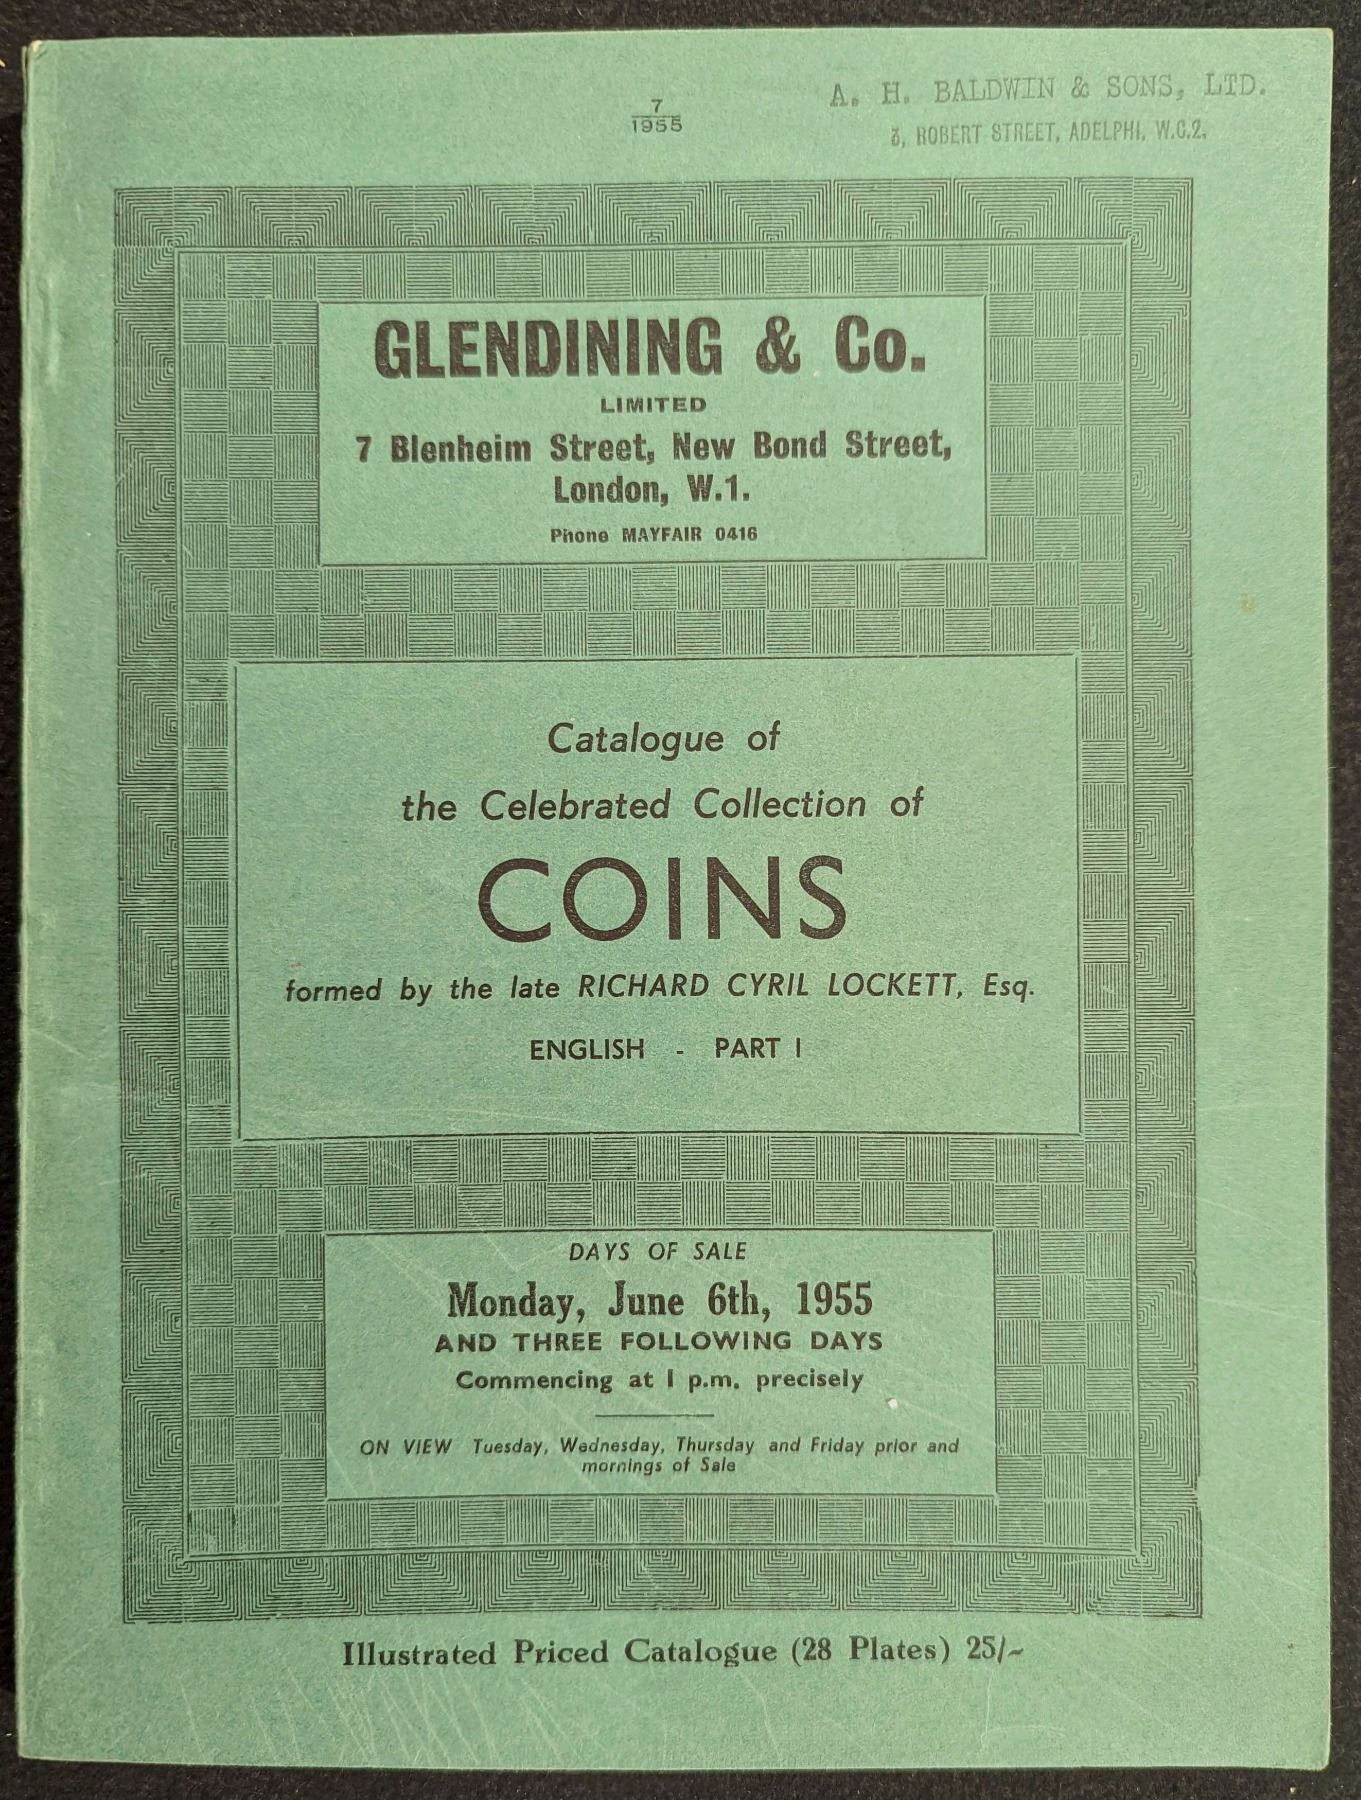 7
1955
A. H. BALDWIN & SONS, LTD.
3, ROBERT STREET, ADELPHI, W.C.2.
GLENDINING & Co.
LIMITED
7 Blenheim Street, New Bond Street,
London, W.1.
Phone MAYFAIR 0416
Catalogue of
the Celebrated Collection of
COINS
formed by the late RICHARD CYRIL LOCKETT, Esq.
ENGLISH - PART I
DAYS OF SALE
Monday, June 6th, 1955
AND THREE FOLLOWING DAYS
Commencing at 1 p.m. precisely
ON VIEW Tuesday, Wednesday, Thursday and Friday prior and
mornings of Sale
Illustrated Priced Catalogue (28 Plates) 25/~